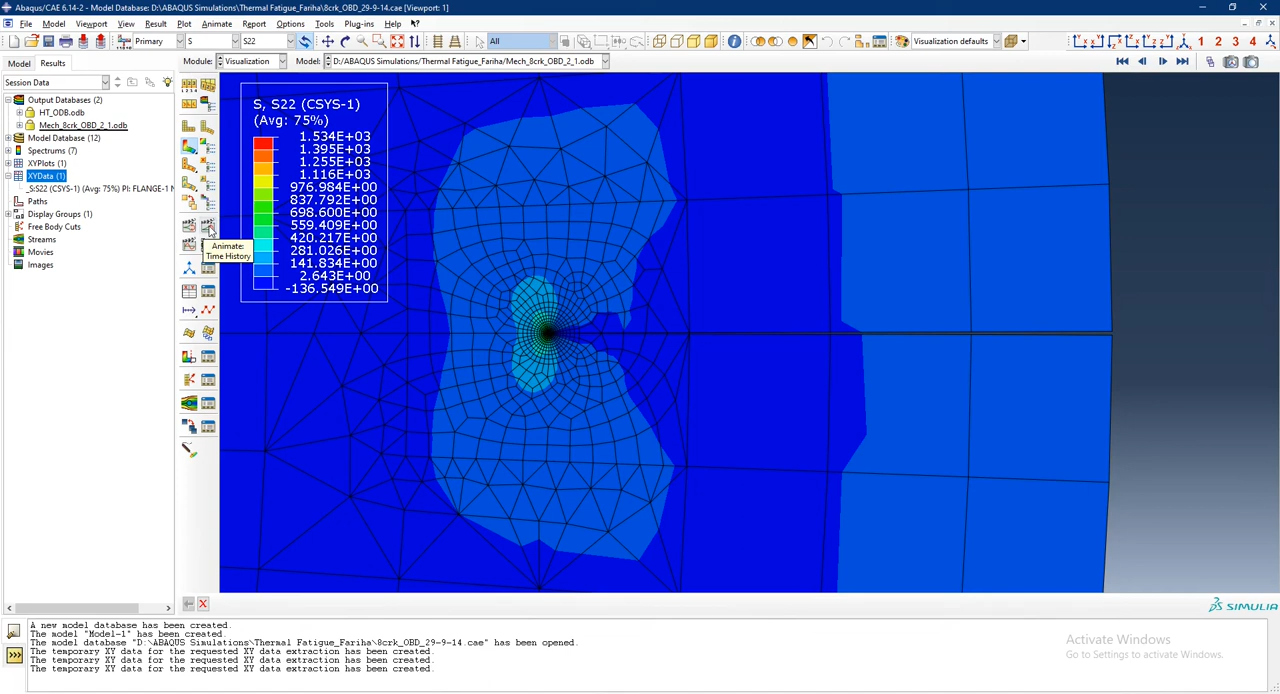 Abaqus/CAE 6.14-2 - Model Database: D:\ABAQUS Simulations\Thermal Fatigue_Fariha\8crk_OBD_29-9-14.cae [Viewport: 1]
File Model Viewport View Result Plot Animate Report Options Tools Plug-ins Help
Primary S S22 All Visualization defaults 1 2 3 4
Model Results Module: Visualization Model: D:/ABAQUS Simulations/Thermal Fatigue_Fariha/Mech_8crk_OBD_2_1.odb
Session Data
Output Databases (2)
HT_ODB.odb
Mech_8crk_OBD_2_1.odb
Model Database (12)
Spectrums (7)
XYPlots (1)
XYData (1)
_S:S22 (CSYS-1) (Avg: 75%) PI: FLANGE-1 N
Paths
Display Groups (1)
Free Body Cuts
Streams
Movies
Images
Animate:
Time History
S, S22 (CSYS-1)
(Avg: 75%)
1.534E+03
1.395E+03
1.255E+03
1.116E+03
976.984E+00
837.792E+00
698.600E+00
559.409E+00
420.217E+00
281.026E+00
141.834E+00
2.643E+00
-136.549E+00
SIMULIA
A new model database has been created.
The model "Model-1" has been created.
The model database "D:\ABAQUS Simulations\Thermal Fatigue_Fariha\8crk_OBD_29-9-14.cae" has been opened.
The temporary XY data for the requested XY data extraction has been created.
The temporary XY data for the requested XY data extraction has been created.
The temporary XY data for the requested XY data extraction has been created.
Activate Windows
Go to Settings to activate Windows.